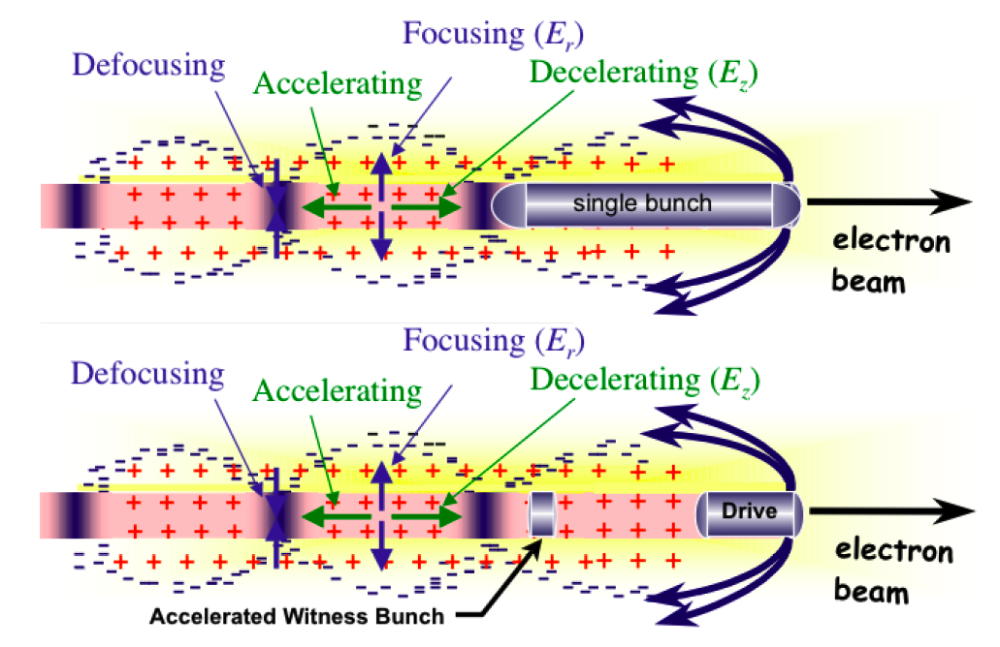 Focusing (Er)
Defocusing
Decelerating (Ez)
Accelerating
single bunch
electron
beam
Focusing (Er)
Defocusing
Decelerating (Ez)
Accelerating
Drive
electron
beam
Accelerated Witness Bunch